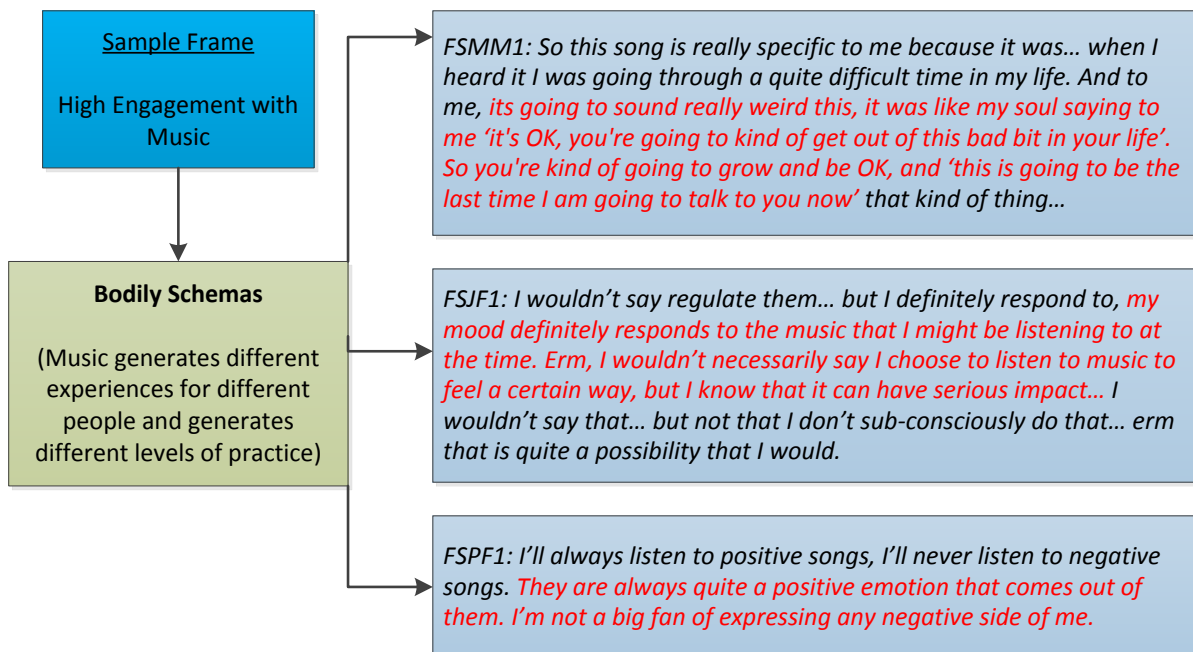 Sample Frame
High Engagement with
Music
Bodily Schemas
(Music generates different
experiences for different
people and generates
different levels of practice)
FSMM1: So this song is really specific to me because it was… when I
heard it I was going through a quite difficult time in my life. And to
me, its going to sound really weird this, it was like my soul saying to
me ‘it's OK, you're going to kind of get out of this bad bit in your life’.
So you're kind of going to grow and be OK, and ‘this is going to be the
last time I am going to talk to you now’ that kind of thing…
FSJF1: I wouldn’t say regulate them… but I definitely respond to, my
mood definitely responds to the music that I might be listening to at
the time. Erm, I wouldn’t necessarily say I choose to listen to music to
feel a certain way, but I know that it can have serious impact… I
wouldn’t say that… but not that I don’t sub-consciously do that… erm
that is quite a possibility that I would.
FSPF1: I’ll always listen to positive songs, I’ll never listen to negative
songs. They are always quite a positive emotion that comes out of
them. I’m not a big fan of expressing any negative side of me.